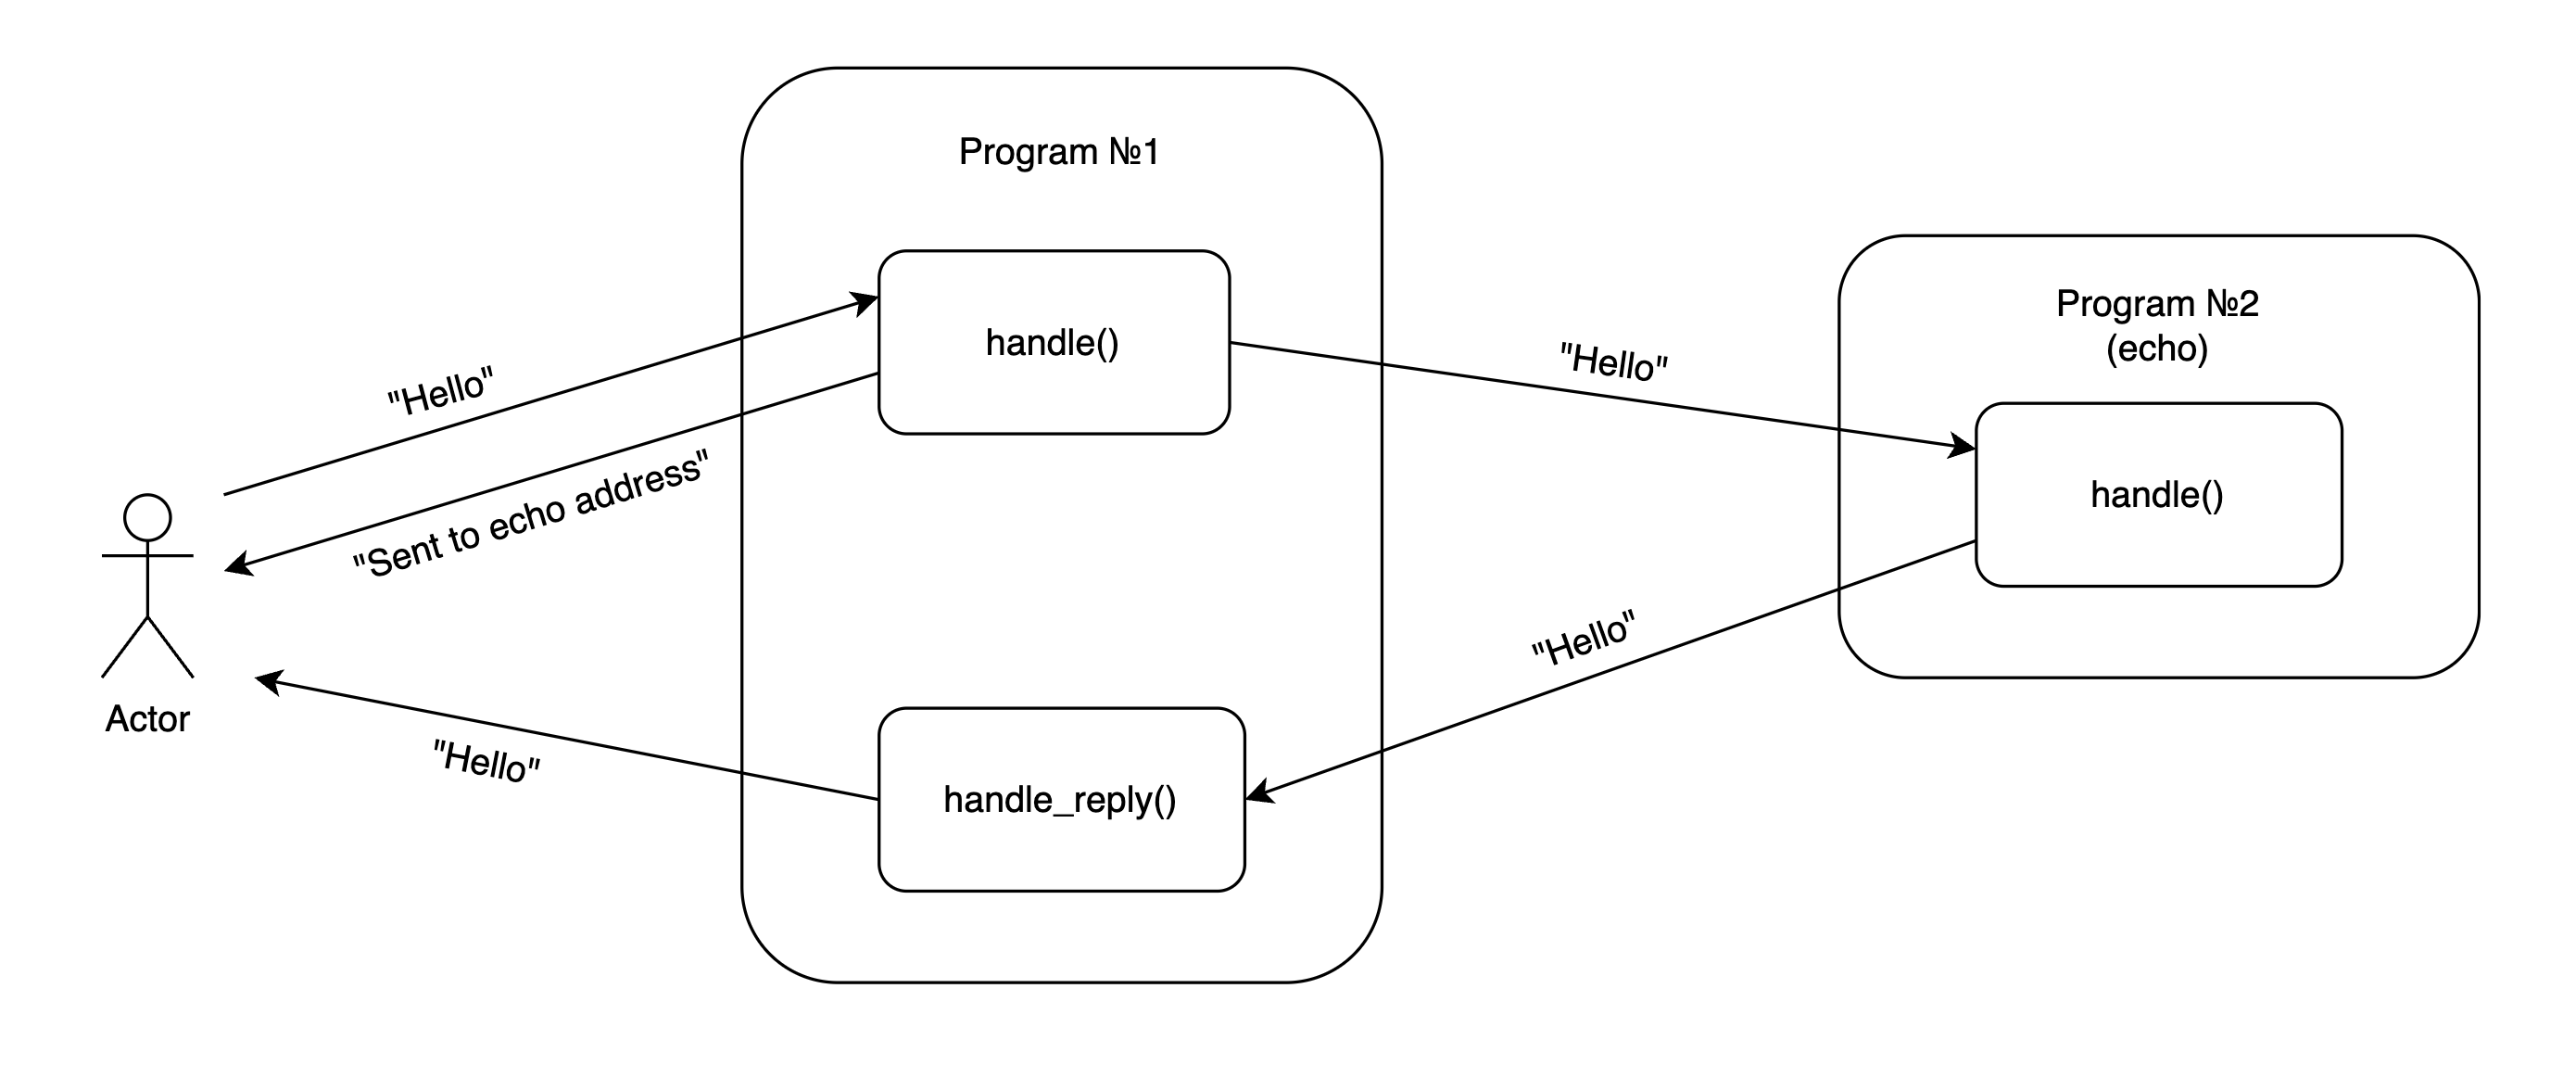 Program №1
handle()
"Hello"
"Sent to echo address"
Actor
"Hello"
handle_reply()
"Hello"
Program №2
(echo)
handle()
"Hello"